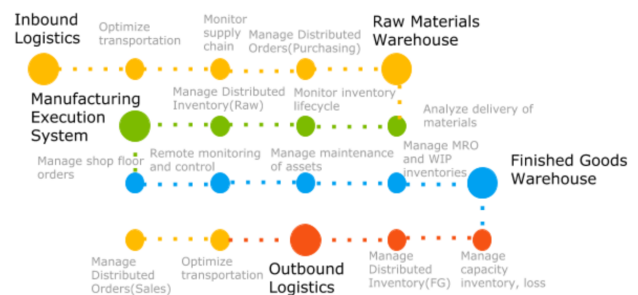 Inbound
Logistics
Optimize
transportation
Monitor
supply
chain
Manage Distributed
Orders(Purchasing)
Raw Materials
Warehouse
Manufacturing
Execution
System
Manage Distributed
Inventory(Raw)
Monitor inventory
lifecycle
Analyze delivery of
materials
Manage shop floor
orders
Remote monitoring
and control
Manage maintenance
of assets
Manage MRO
and WIP
inventories
Finished Goods
Warehouse
Manage
Distributed
Orders(Sales)
Optimize
transportation
Outbound
Logistics
Manage
Distributed
Inventory(FG)
Manage
capacity
inventory, loss